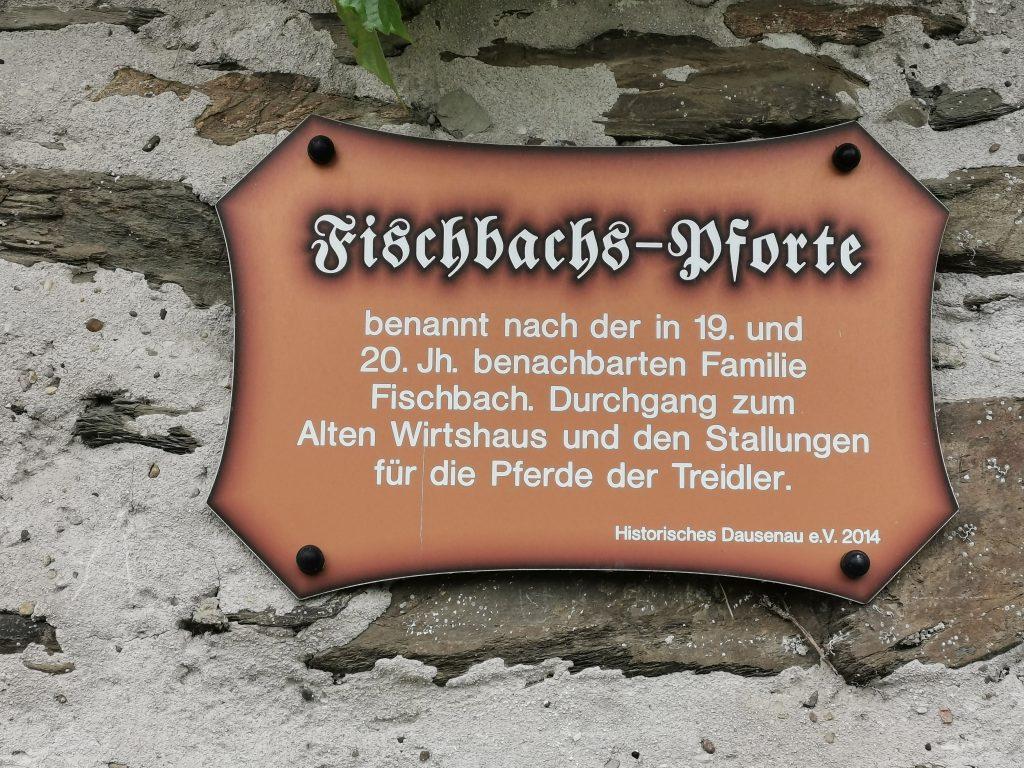 Fischbachs-Pforte
benannt nach der in 19. und
20. Jh. benachbarten Familie
Fischbach. Durchgang zum
Alten Wirtshaus und den Stallungen
für die Pferde der Treidler.
Historisches Dausenau e.V. 2014